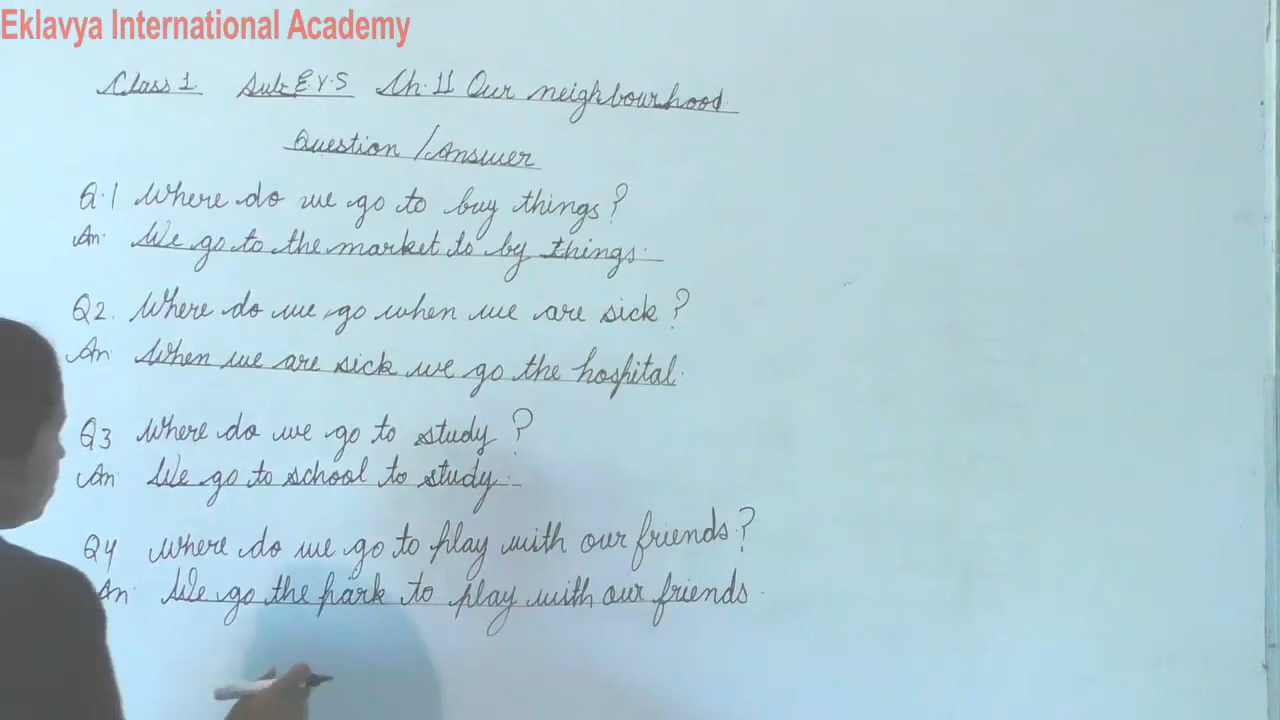 Eklavya International Academy
Class 1. Sub:- E.V.S Ch. 11 Our neighbourhood.
Question / Answer
Q.1 Where do we go to buy things?
An. We go to the market to by things.
Q2. Where do we go when we are sick?
An. When we are sick we go the hospital.
Q3 Where do we go to study?
An. We go to school to study.
Q4 Where do we go to play with our friends?
An. We go the park to play with our friends.